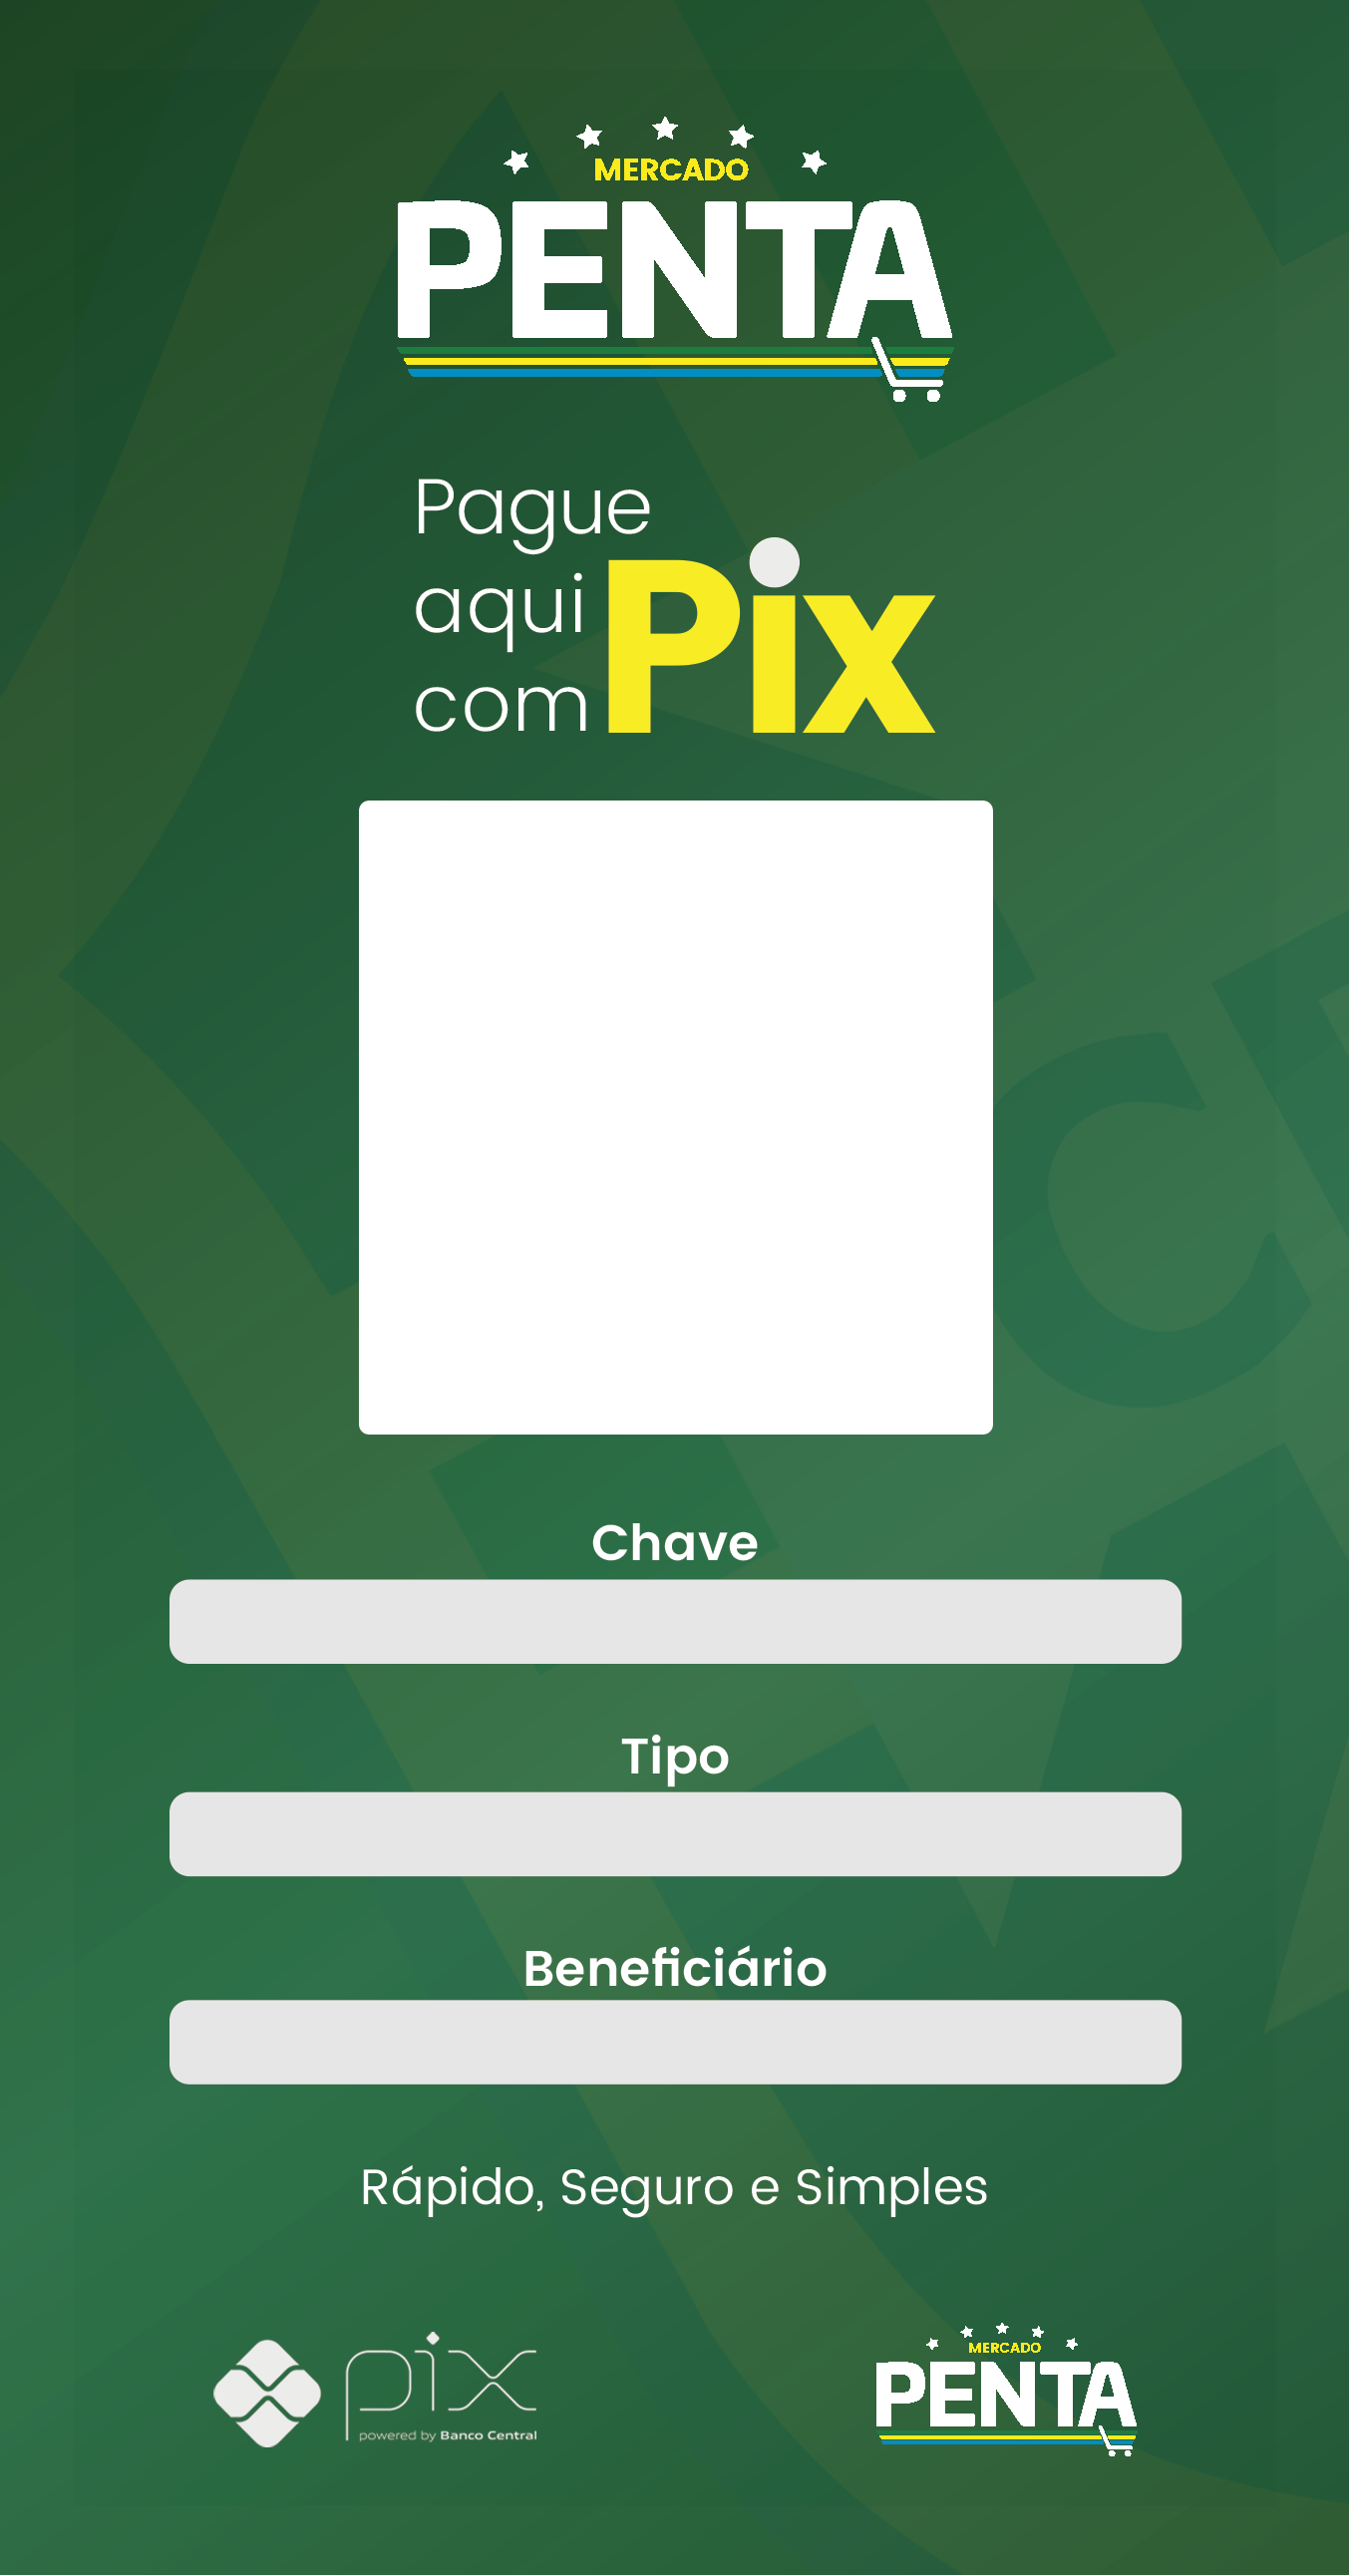 MERCADO
PENTA
Pague
aqui
com Pix
Chave
Tipo
Beneficiário
Rápido, Seguro e Simples
pix
powered by Banco Central
MERCADO
PENTA